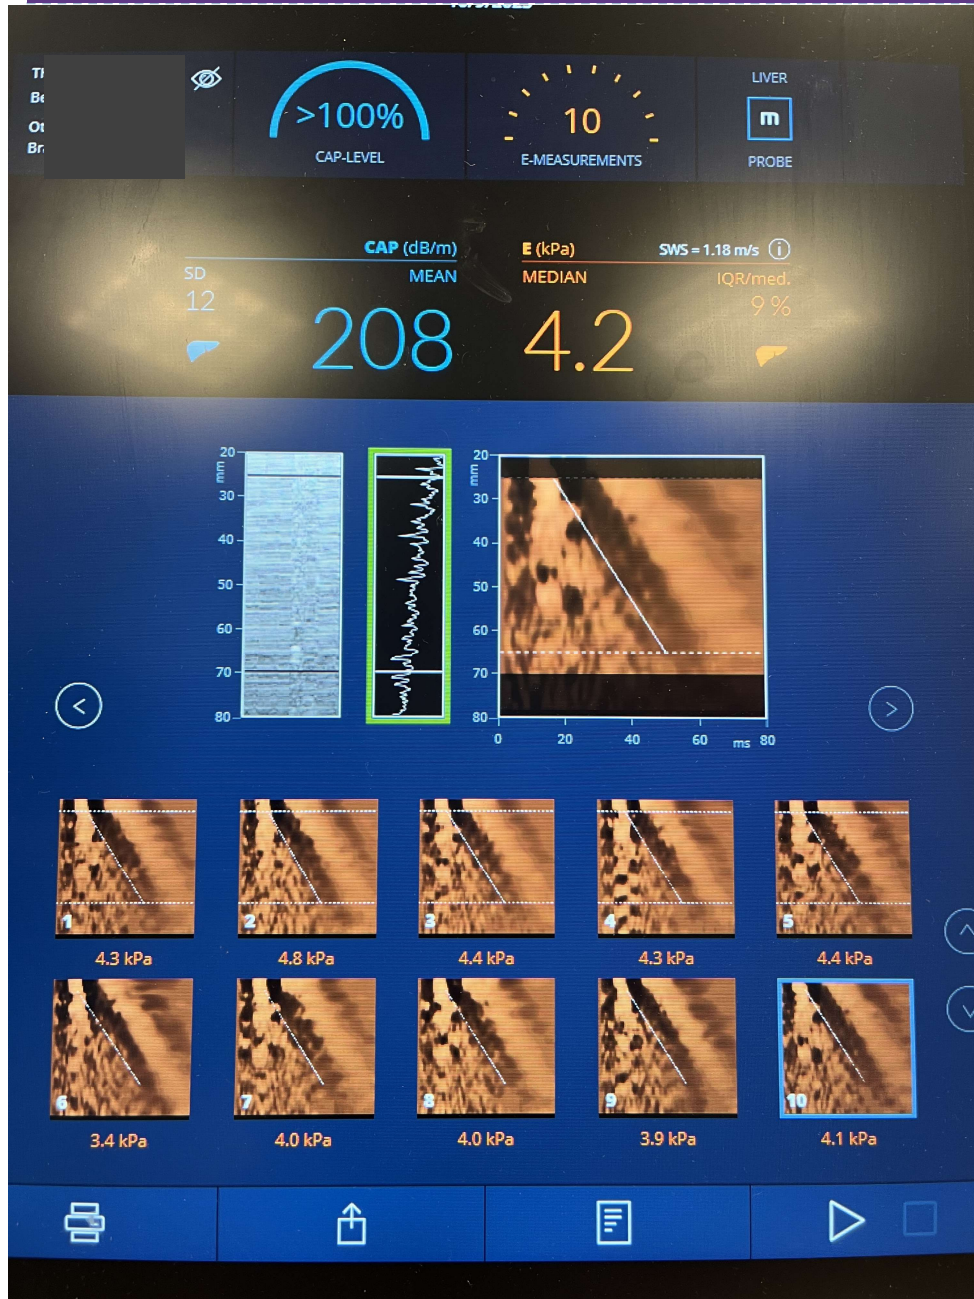 >100%
CAP-LEVEL
10
E-MEASUREMENTS
LIVER
m
PROBE
CAP (dB/m)
SD
MEAN
12
208
E (kPa)
SWS = 1.18 m/s i
MEDIAN
IQR/med.
9 %
4.2
mm
20
30
40
50
60
70
80
mm
20
30
40
50
60
70
80
0 20 40 60 ms 80
<
>
1 2 3 4 5
4.3 kPa 4.8 kPa 4.4 kPa 4.3 kPa 4.4 kPa
6 7 8 9 10
3.4 kPa 4.0 kPa 4.0 kPa 3.9 kPa 4.1 kPa